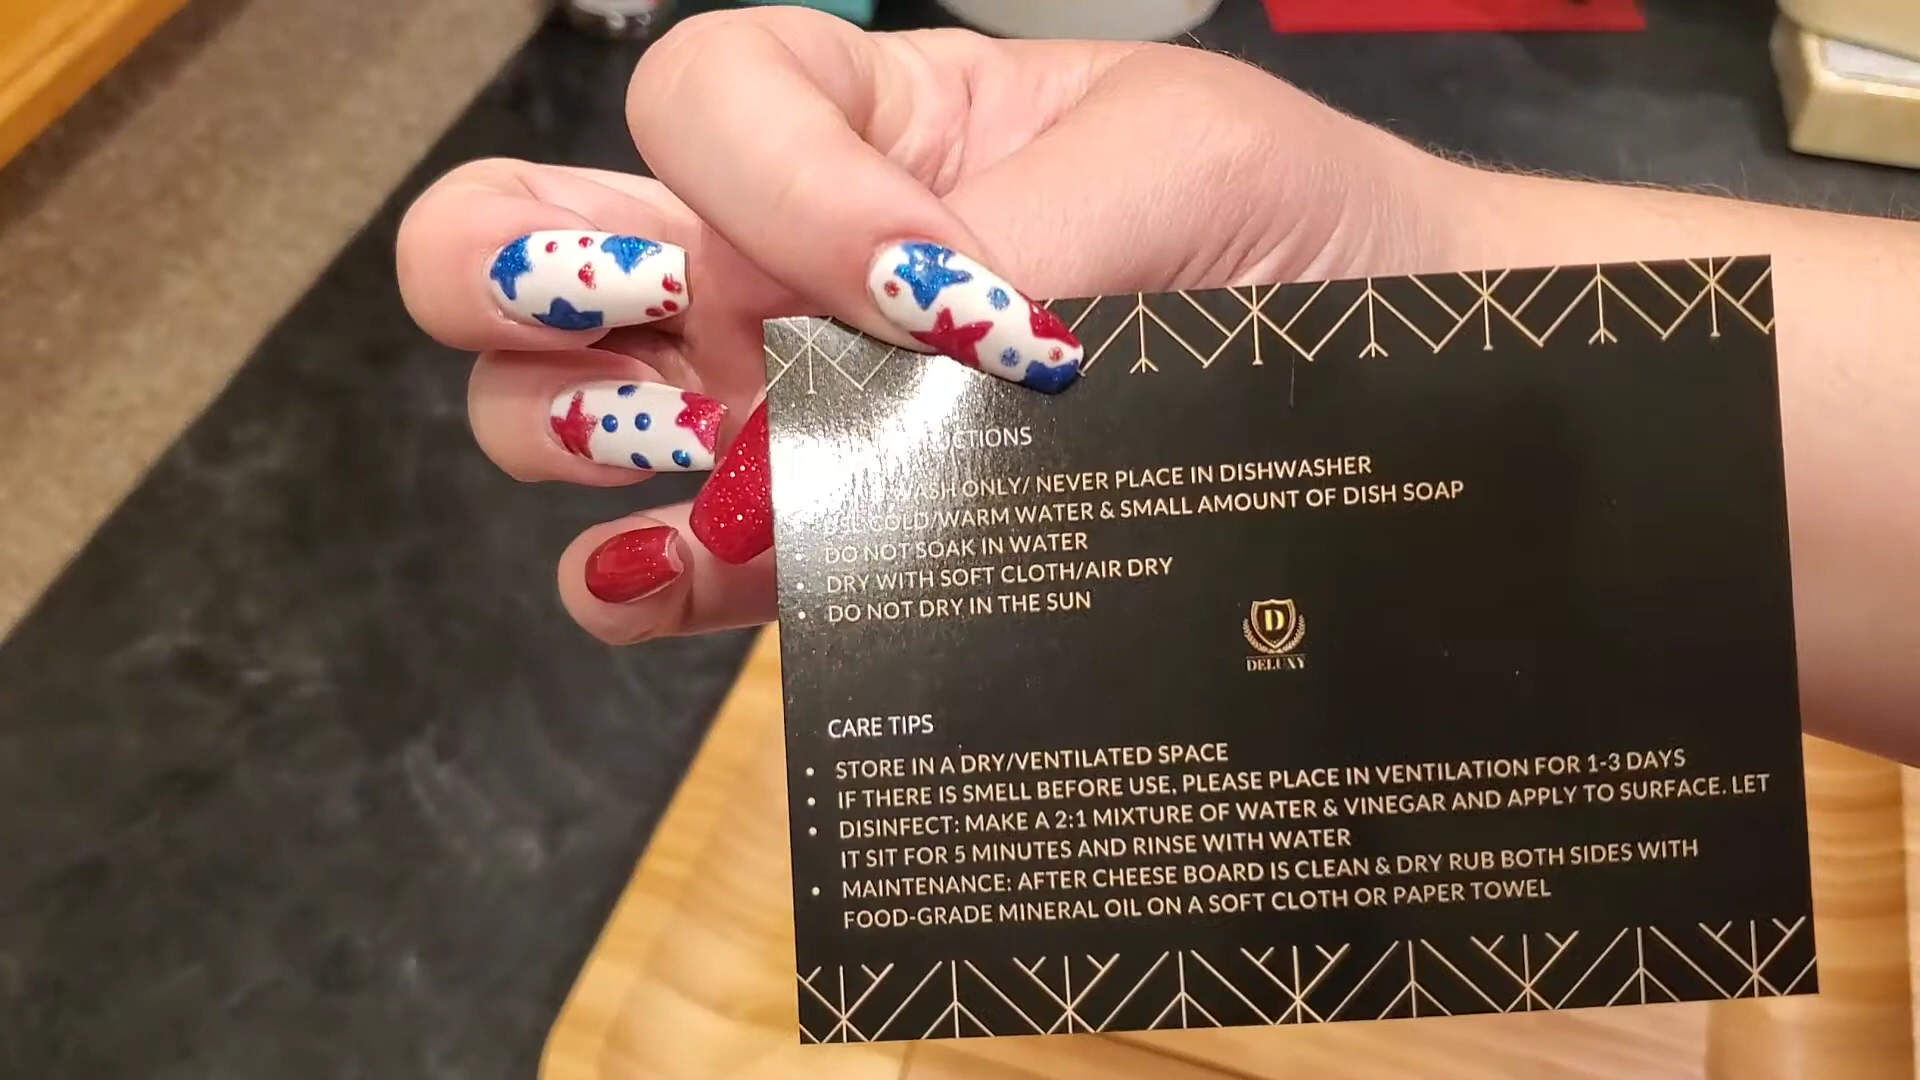 WASH ONLY/ NEVER PLACE IN DISHWASHER
COLD/WARM WATER & SMALL AMOUNT OF DISH SOAP
• DO NOT SOAK IN WATER
• DRY WITH SOFT CLOTH/AIR DRY
• DO NOT DRY IN THE SUN
D
DELUXY
CARE TIPS
• STORE IN A DRY/VENTILATED SPACE
• IF THERE IS SMELL BEFORE USE, PLEASE PLACE IN VENTILATION FOR 1-3 DAYS
• DISINFECT: MAKE A 2:1 MIXTURE OF WATER & VINEGAR AND APPLY TO SURFACE. LET
IT SIT FOR 5 MINUTES AND RINSE WITH WATER
• MAINTENANCE: AFTER CHEESE BOARD IS CLEAN & DRY RUB BOTH SIDES WITH
FOOD-GRADE MINERAL OIL ON A SOFT CLOTH OR PAPER TOWEL